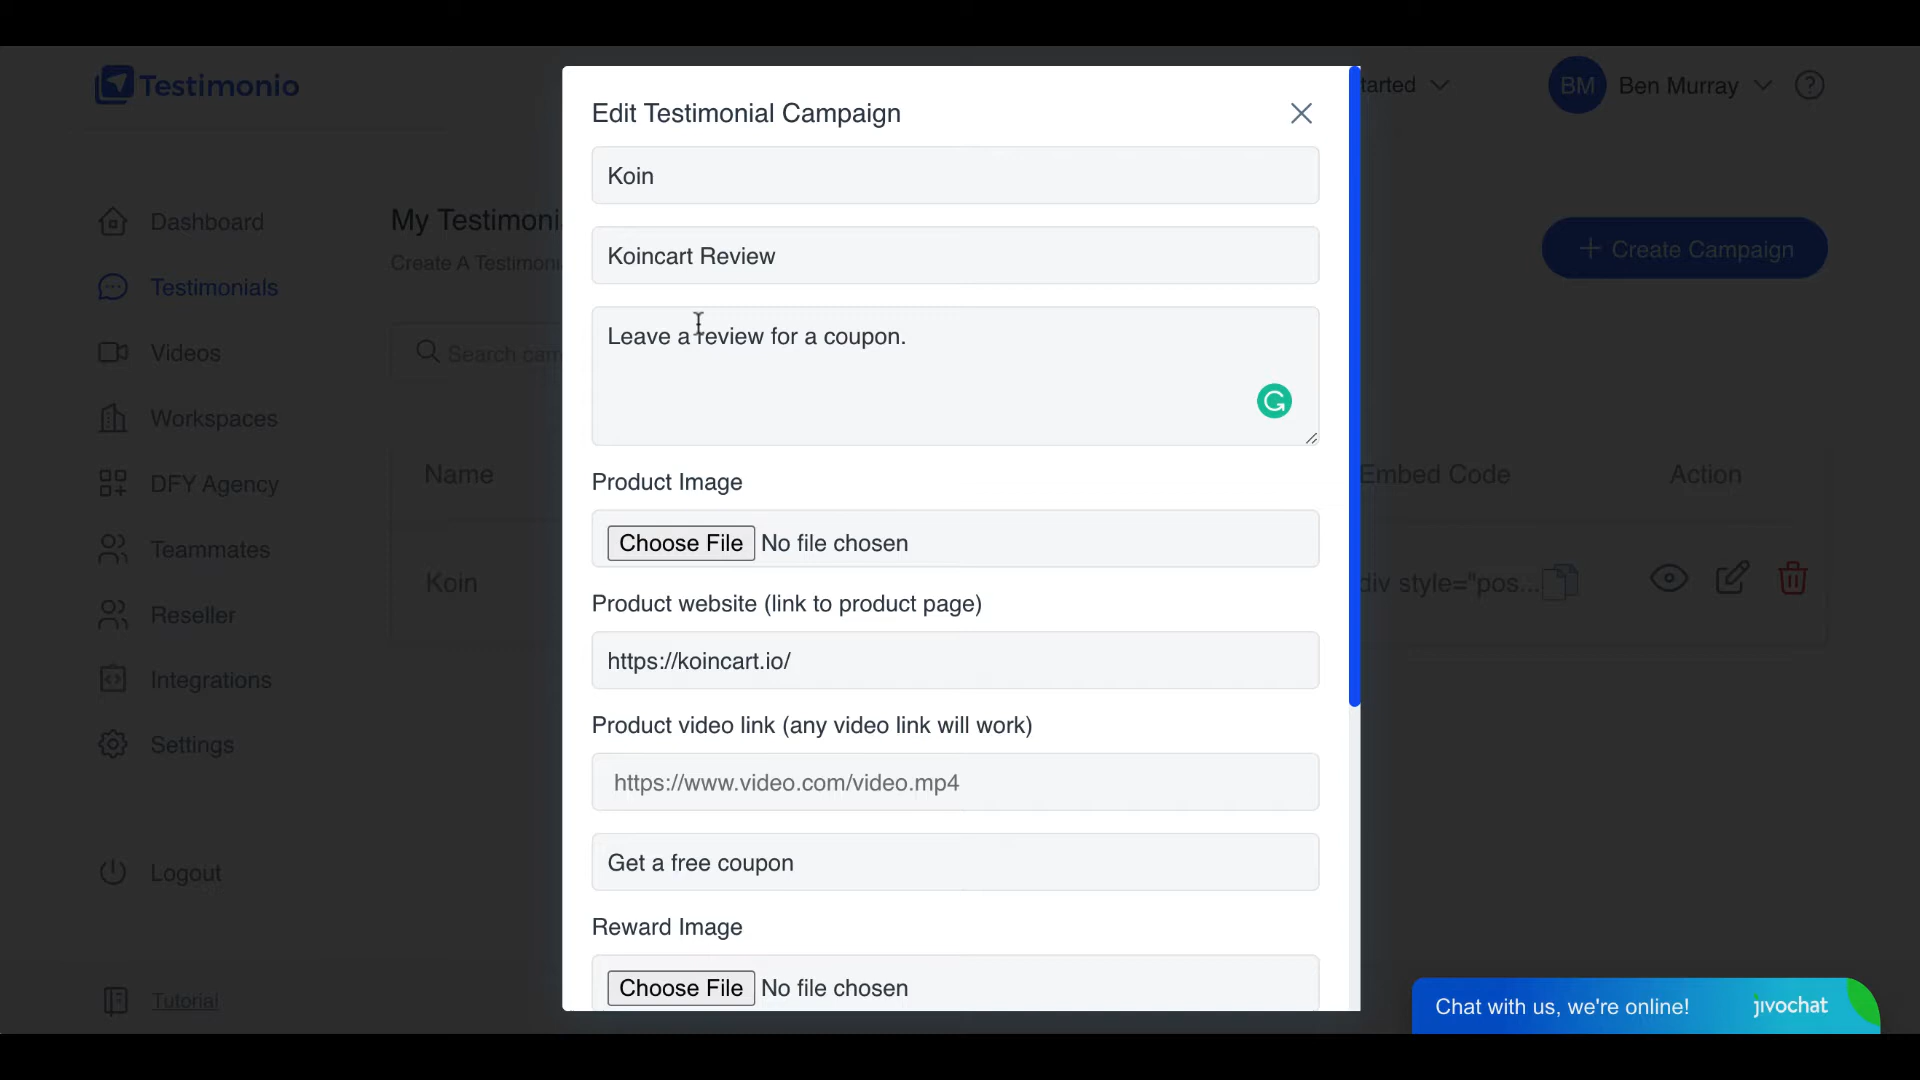 Testimonio
tarted
BM
Ben Murray
?
Edit Testimonial Campaign
Koin
Koincart Review
Leave a review for a coupon.
Product Image
Choose File No file chosen
Product website (link to product page)
https://koincart.io/
Product video link (any video link will work)
https://www.video.com/video.mp4
Get a free coupon
Reward Image
Choose File No file chosen
Dashboard
Testimonials
Videos
Workspaces
DFY Agency
Teammates
Reseller
Integrations
Settings
Logout
Tutorial
My Testimoni
Create A Testimoni
+ Create Campaign
Search cam
Name
Embed Code
Action
Koin
div style="pos...
Chat with us, we're online!
jivochat